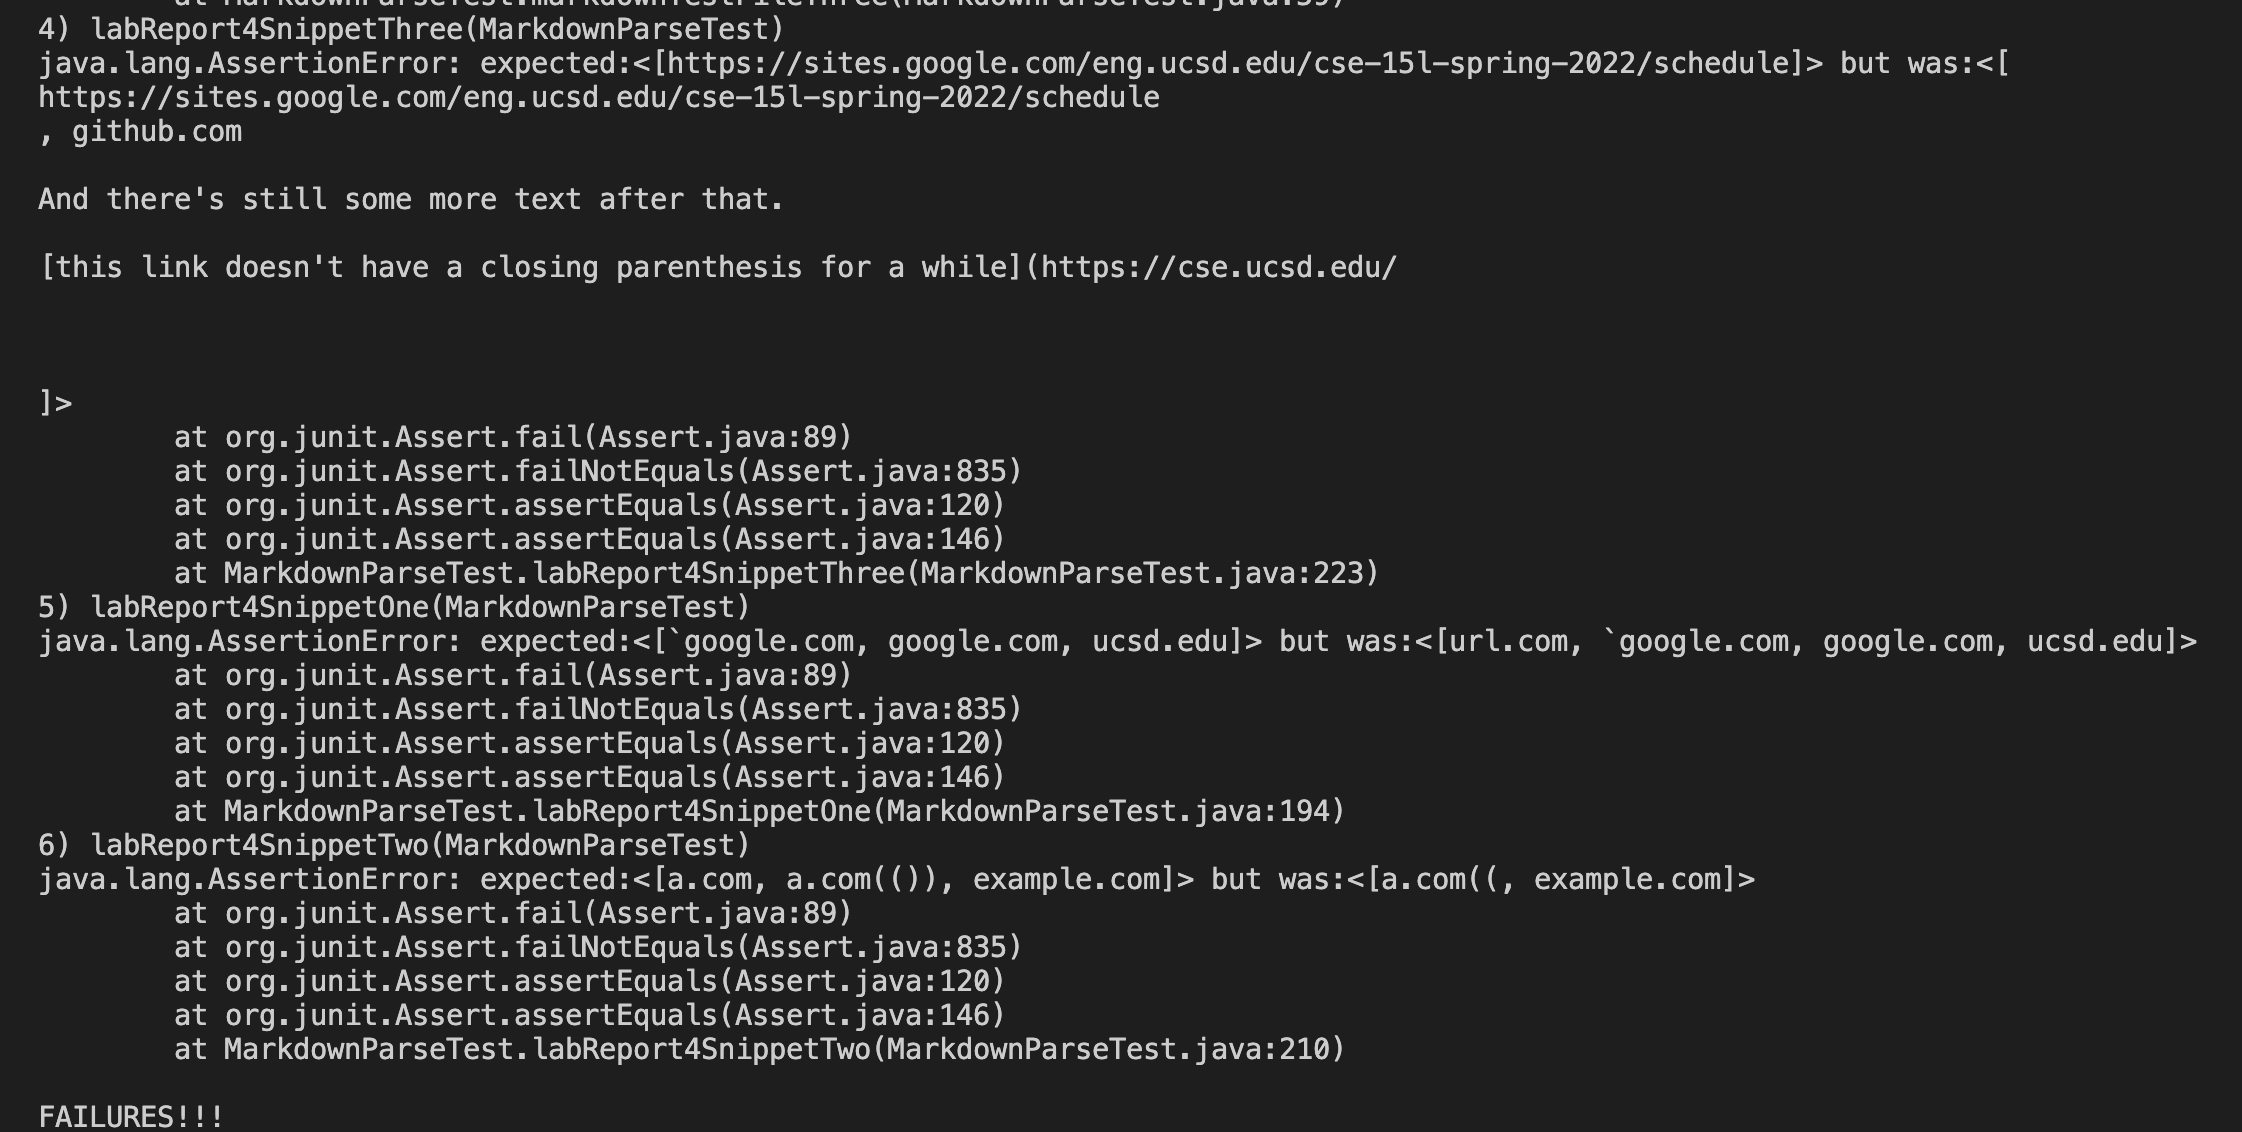 at MarkdownParseTest.markdownTestFileThree(MarkdownParseTest.java:59)
4) labReport4SnippetThree(MarkdownParseTest)
java.lang.AssertionError: expected:<[https://sites.google.com/eng.ucsd.edu/cse-15l-spring-2022/schedule]> but was:<[
https://sites.google.com/eng.ucsd.edu/cse-15l-spring-2022/schedule
, github.com
And there's still some more text after that.
[this link doesn't have a closing parenthesis for a while](https://cse.ucsd.edu/
]>
at org.junit.Assert.fail(Assert.java:89)
at org.junit.Assert.failNotEquals(Assert.java:835)
at org.junit.Assert.assertEquals(Assert.java:120)
at org.junit.Assert.assertEquals(Assert.java:146)
at MarkdownParseTest.labReport4SnippetThree(MarkdownParseTest.java:223)
5) labReport4SnippetOne(MarkdownParseTest)
java.lang.AssertionError: expected:<[`google.com, google.com, ucsd.edu]> but was:<[url.com, `google.com, google.com, ucsd.edu]>
at org.junit.Assert.fail(Assert.java:89)
at org.junit.Assert.failNotEquals(Assert.java:835)
at org.junit.Assert.assertEquals(Assert.java:120)
at org.junit.Assert.assertEquals(Assert.java:146)
at MarkdownParseTest.labReport4SnippetOne(MarkdownParseTest.java:194)
6) labReport4SnippetTwo(MarkdownParseTest)
java.lang.AssertionError: expected:<[a.com, a.com(()), example.com]> but was:<[a.com((, example.com]>
at org.junit.Assert.fail(Assert.java:89)
at org.junit.Assert.failNotEquals(Assert.java:835)
at org.junit.Assert.assertEquals(Assert.java:120)
at org.junit.Assert.assertEquals(Assert.java:146)
at MarkdownParseTest.labReport4SnippetTwo(MarkdownParseTest.java:210)
FAILURES!!!